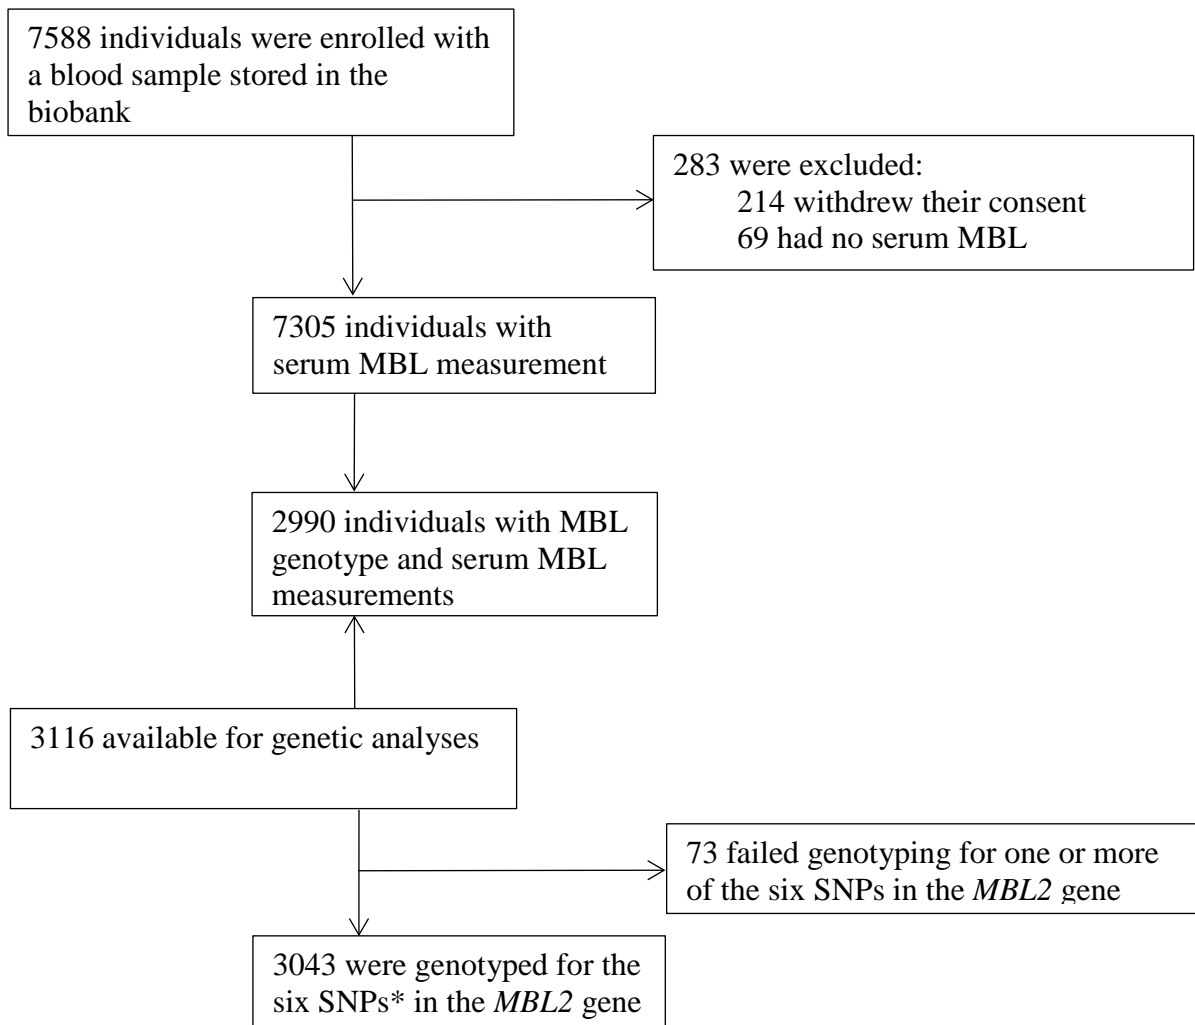 7588 individuals were enrolled with
a blood sample stored in the
biobank
283 were excluded:
214 withdrew their consent
69 had no serum MBL
7305 individuals with
serum MBL measurement
2990 individuals with MBL
genotype and serum MBL
measurements
3116 available for genetic analyses
73 failed genotyping for one or more
of the six SNPs in the MBL2 gene
3043 were genotyped for the
six SNPs* in the MBL2 gene